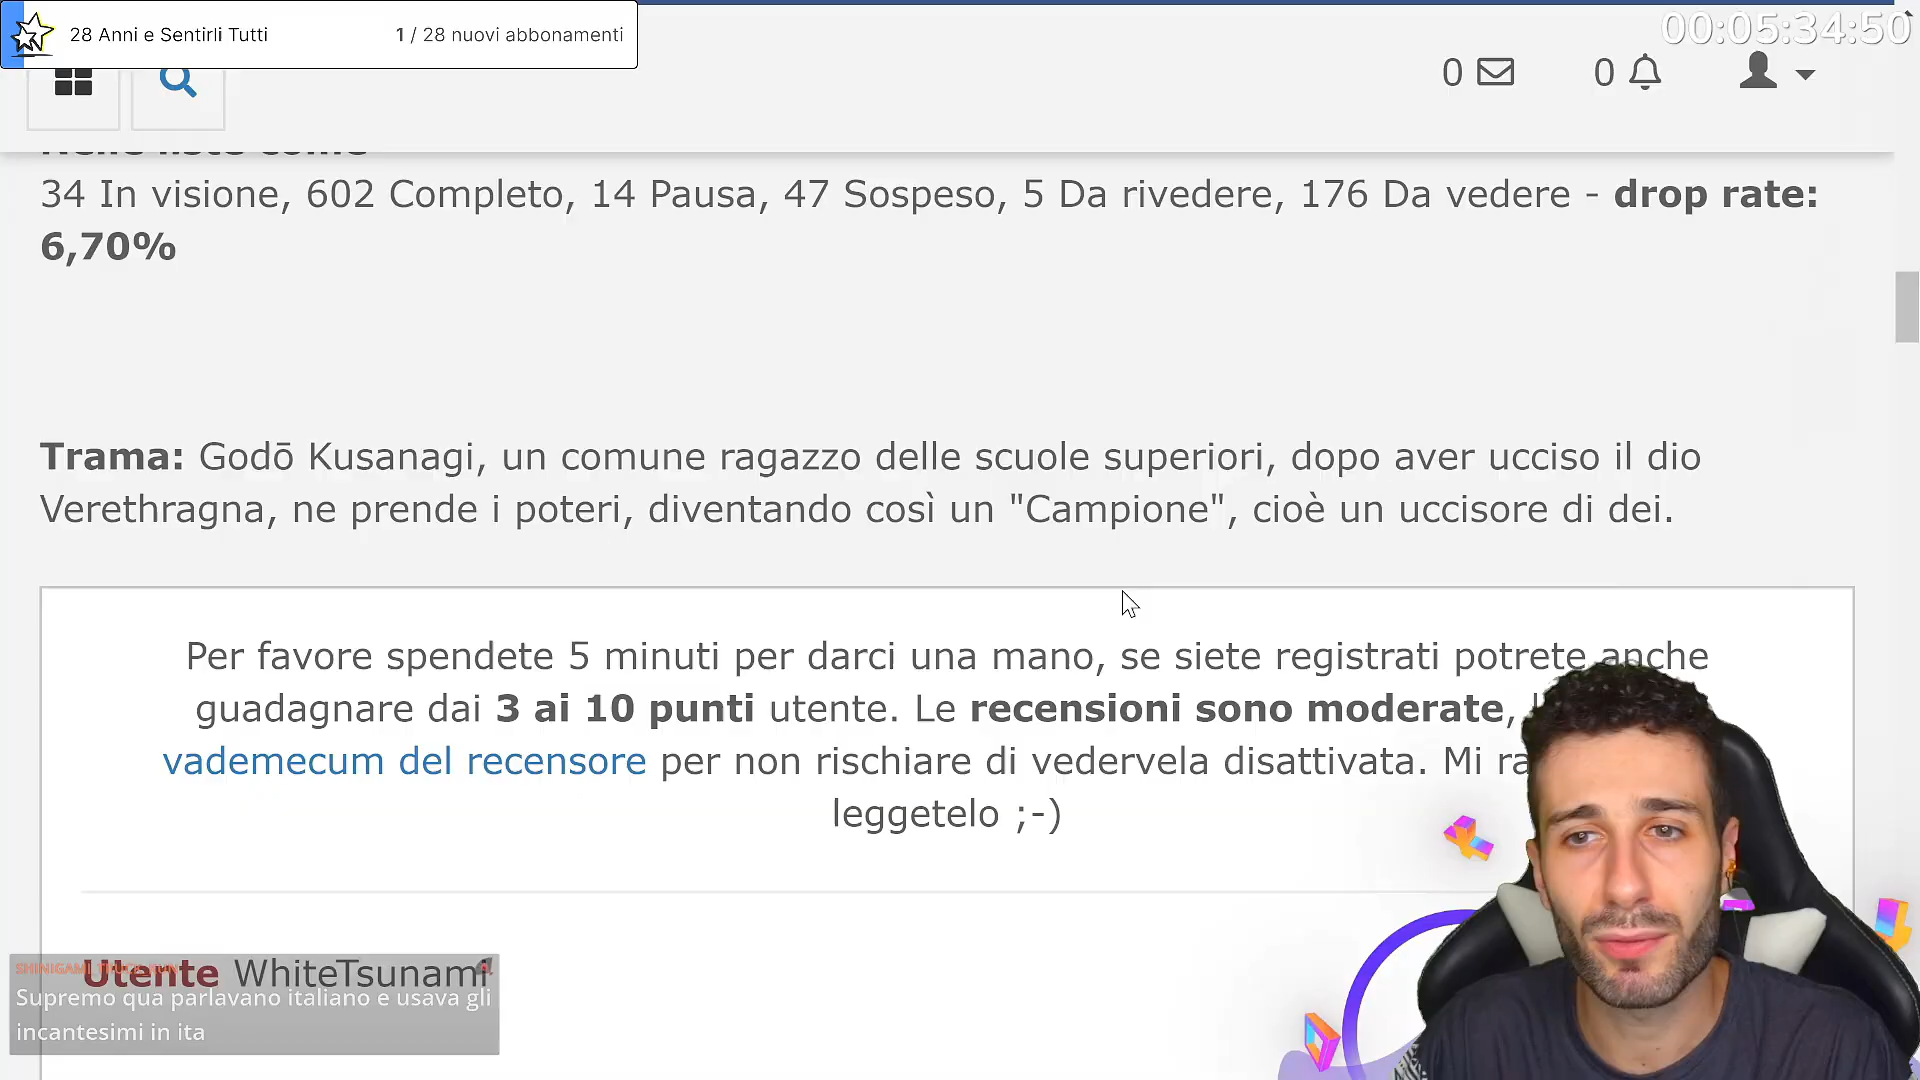 28 Anni e Sentirli Tutti
1 / 28 nuovi abbonamenti
00:05:34:50
0
0
Nelle liste come
34 In visione, 602 Completo, 14 Pausa, 47 Sospeso, 5 Da rivedere, 176 Da vedere - drop rate:
6,70%
Trama: Godō Kusanagi, un comune ragazzo delle scuole superiori, dopo aver ucciso il dio
Verethragna, ne prende i poteri, diventando così un "Campione", cioè un uccisore di dei.
Per favore spendete 5 minuti per darci una mano, se siete registrati potrete anche
guadagnare dai 3 ai 10 punti utente. Le recensioni sono moderate,
vademecum del recensore per non rischiare di vedervela disattivata. Mi
leggetelo ;-)
Utente WhiteTsunami
Supremo qua parlavano italiano e usava gli
incantesimi in ita